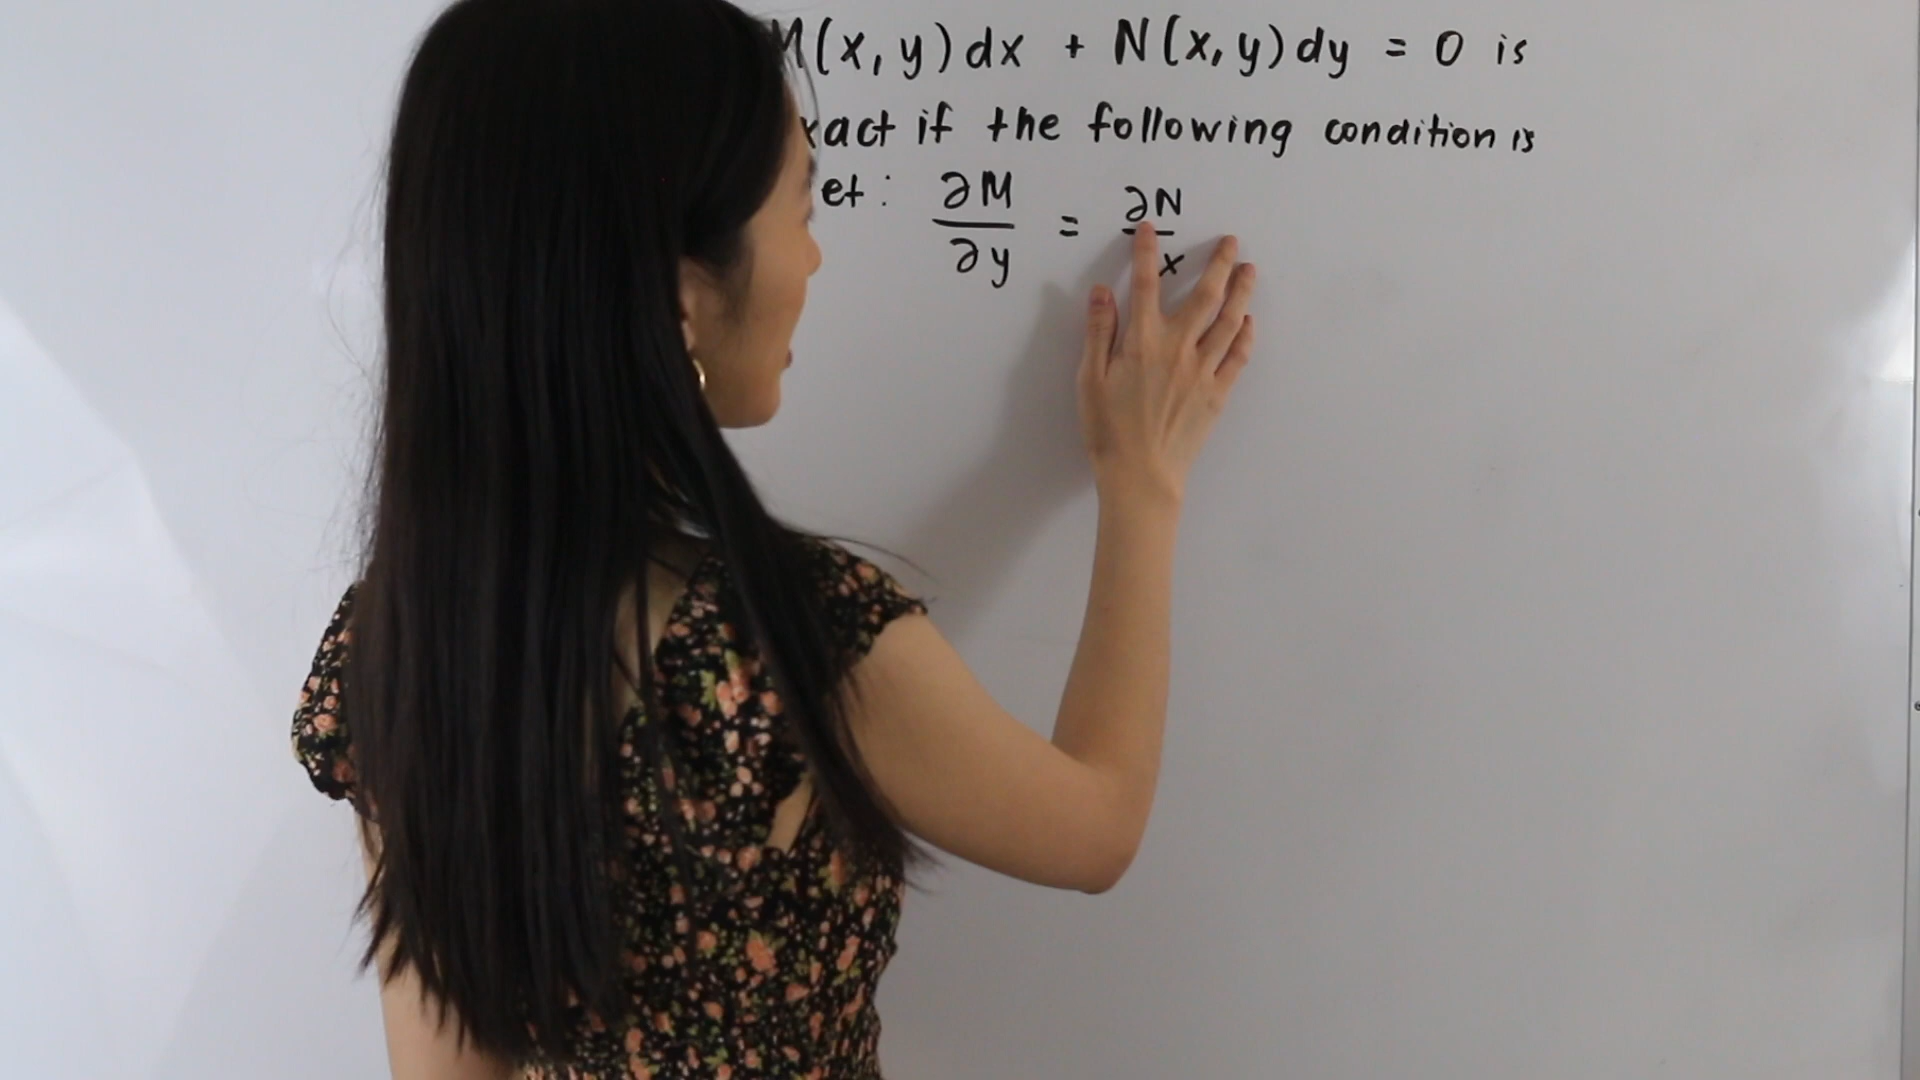 M(x, y) dx + N(x, y) dy = 0 is
xact if the following condition is
et: ∂M/∂y = ∂N/x